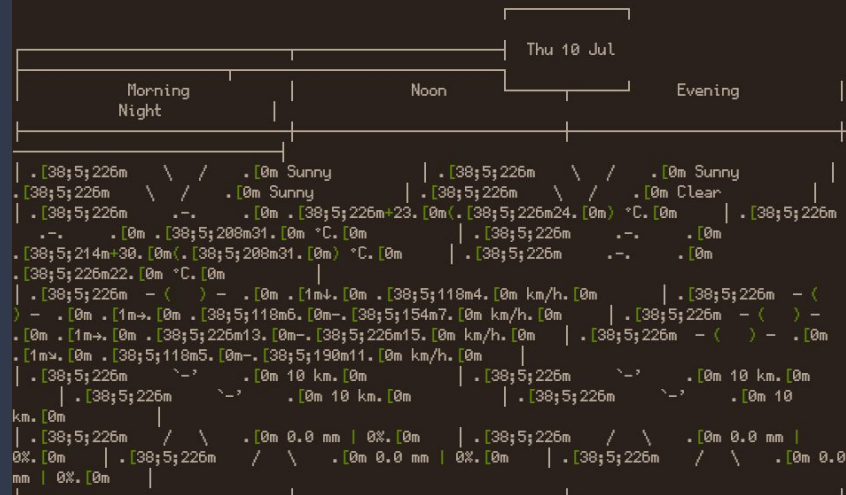 Thu 10 Jul
Morning | Noon Evening |
Night |
| .[38;5;226m \ / .[0m Sunny | .[38;5;226m \ / .[0m Sunny |
.[38;5;226m \ / .[0m Sunny | .[38;5;226m \ / .[0m Clear |
| .[38;5;226m .-. .[0m .[38;5;226m+23.[0m(.[38;5;226m24.[0m) °C.[0m | .[38;5;226m
.-. .[0m .[38;5;208m31.[0m °C.[0m | .[38;5;226m .-. .[0m
.[38;5;214m+30.[0m(.[38;5;208m31.[0m) °C.[0m | .[38;5;226m .-. .[0m
.[38;5;226m22.[0m °C.[0m |
| .[38;5;226m - ( ) - .[0m .[1m↓.[0m .[38;5;118m4.[0m km/h.[0m | .[38;5;226m - (
) - .[0m .[1m→.[0m .[38;5;118m6.[0m-.[38;5;154m7.[0m km/h.[0m | .[38;5;226m - ( ) -
.[0m .[1m→.[0m .[38;5;226m13.[0m-.[38;5;226m15.[0m km/h.[0m | .[38;5;226m - ( ) - .[0m
.[1m↘.[0m .[38;5;118m5.[0m-.[38;5;190m11.[0m km/h.[0m |
| .[38;5;226m `-’ .[0m 10 km.[0m | .[38;5;226m `-’ .[0m 10 km.[0m
| .[38;5;226m `-’ .[0m 10 km.[0m | .[38;5;226m `-’ .[0m 10
km.[0m |
| .[38;5;226m / \ .[0m 0.0 mm | 0%.[0m | .[38;5;226m / \ .[0m 0.0 mm |
0%.[0m | .[38;5;226m / \ .[0m 0.0 mm | 0%.[0m | .[38;5;226m / \ .[0m 0.0
mm | 0%.[0m |